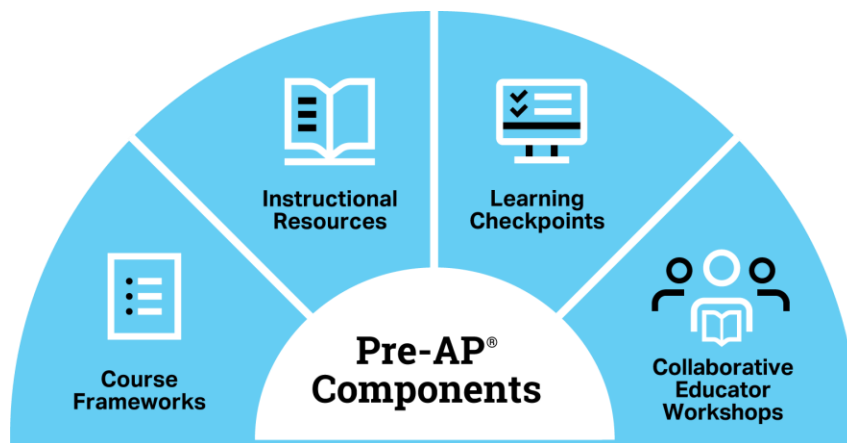 Instructional
Resources
Learning
Checkpoints
Course
Frameworks
Pre-AP®
Components
Collaborative
Educator
Workshops